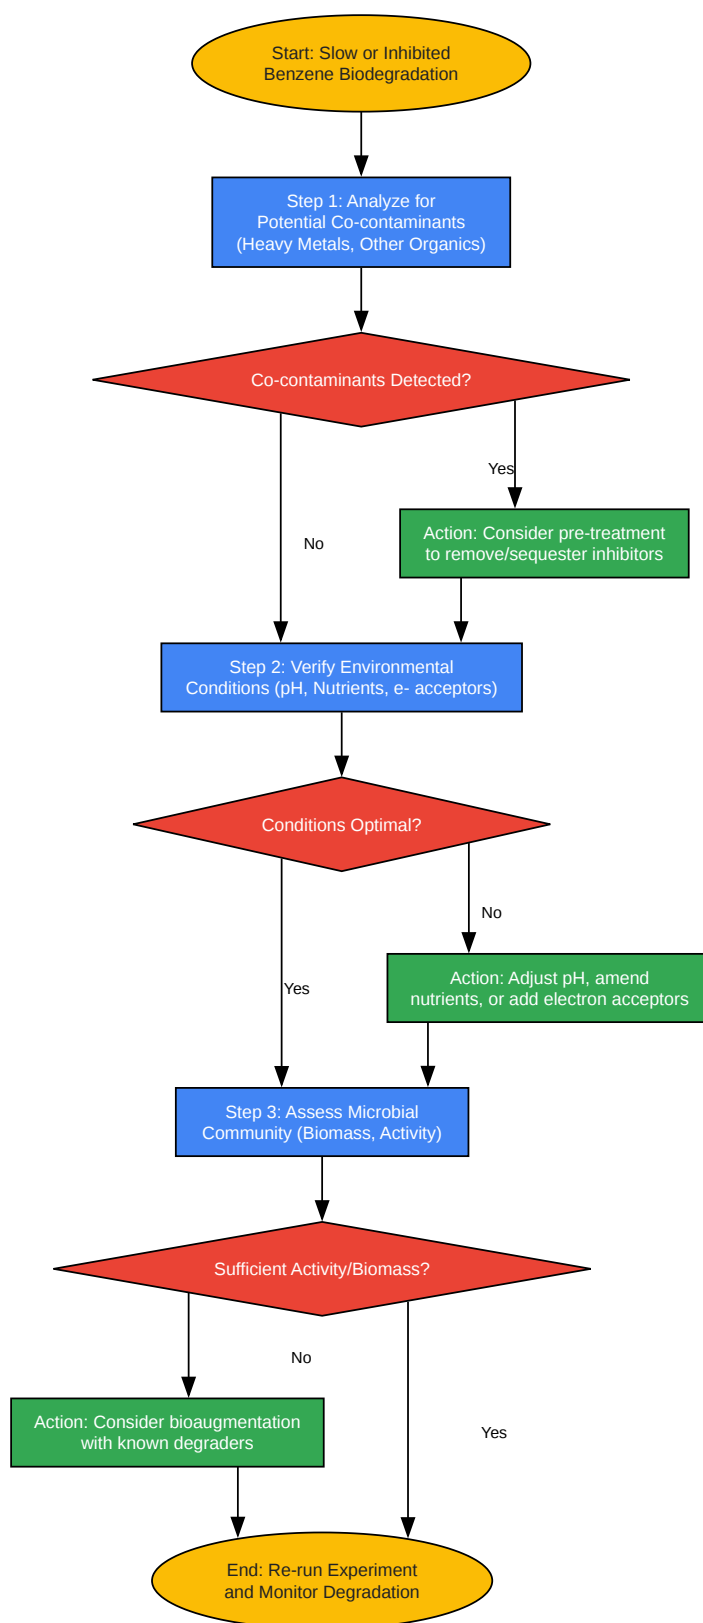 Start: Slow or Inhibited
Benzene Biodegradation
Step 1: Analyze for
Potential Co-contaminants
(Heavy Metals, Other Organics)
Co-contaminants Detected?
Yes
Action: Consider pre-treatment
to remove/sequester inhibitors
No
Step 2: Verify Environmental
Conditions (pH, Nutrients, e- acceptors)
Conditions Optimal?
No
Action: Adjust pH, amend
nutrients, or add electron acceptors
Yes
Step 3: Assess Microbial
Community (Biomass, Activity)
Sufficient Activity/Biomass?
No
Action: Consider bioaugmentation
with known degraders
Yes
End: Re-run Experiment
and Monitor Degradation